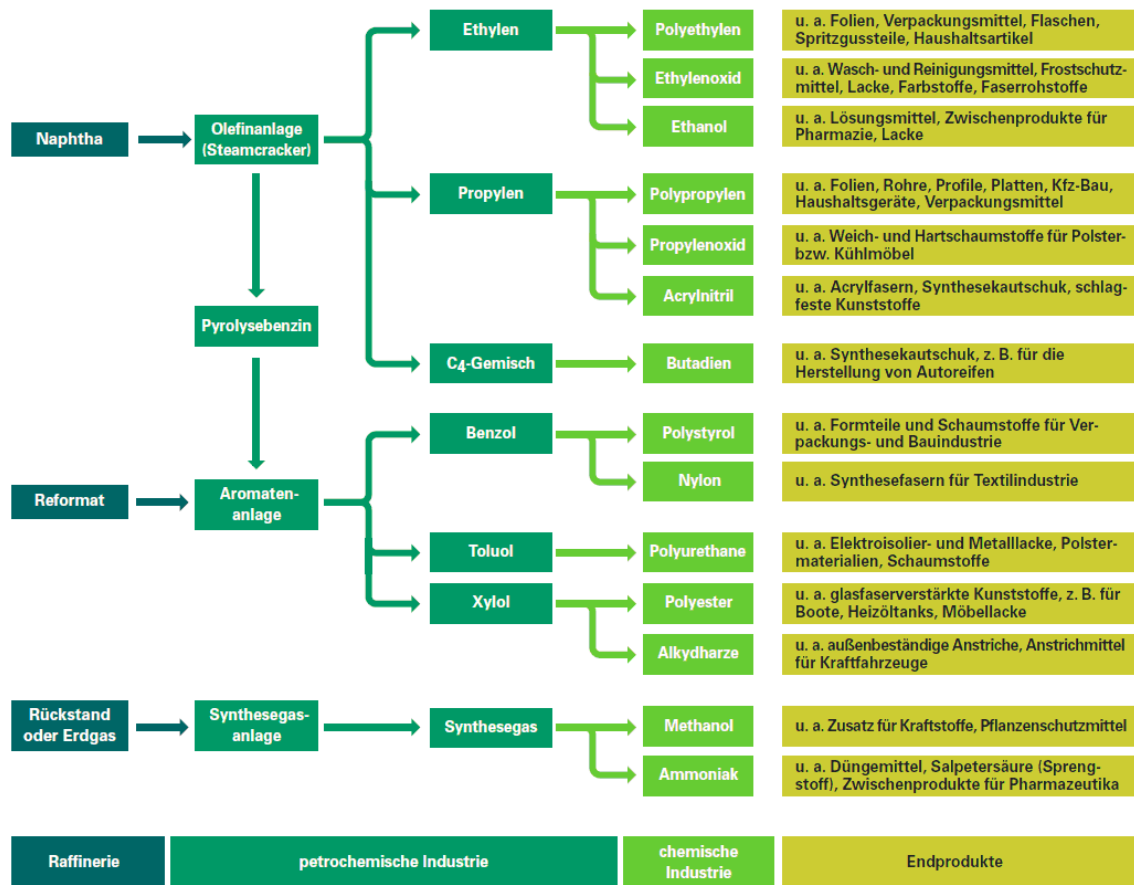 Ethylen
Polyethylen
u. a. Folien, Verpackungsmittel, Flaschen,
Spritzgussteile, Haushaltsartikel
Ethylenoxid
u. a. Wasch- und Reinigungsmittel, Frostschutz-
mittel, Lacke, Farbstoffe, Faserrohstoffe
Naphtha
Olefinanlage
(Steamcracker)
Ethanol
u. a. Lösungsmittel, Zwischenprodukte für
Pharmazie, Lacke
Propylen
Polypropylen
u. a. Folien, Rohre, Profile, Platten, Kfz-Bau,
Haushaltsgeräte, Verpackungsmittel
Propylenoxid
u. a. Weich- und Hartschaumstoffe für Polster-
bzw. Kühlmöbel
Acrylnitril
u. a. Acrylfasern, Synthesekautschuk, schlag-
feste Kunststoffe
Pyrolysebenzin
C4-Gemisch
Butadien
u. a. Synthesekautschuk, z. B. für die
Herstellung von Autoreifen
Benzol
Polystyrol
u. a. Formteile und Schaumstoffe für Ver-
packungs- und Bauindustrie
Nylon
u. a. Synthesefasern für Textilindustrie
Reformat
Aromaten-
anlage
Toluol
Polyurethane
u. a. Elektroisolier- und Metalllacke, Polster-
materialien, Schaumstoffe
Xylol
Polyester
u. a. glasfaserverstärkte Kunststoffe, z. B. für
Boote, Heizöltanks, Möbellacke
Alkydharze
u. a. außenbeständige Anstriche, Anstrichmittel
für Kraftfahrzeuge
Rückstand
oder Erdgas
Synthesegas-
anlage
Synthesegas
Methanol
u. a. Zusatz für Kraftstoffe, Pflanzenschutzmittel
Ammoniak
u. a. Düngemittel, Salpetersäure (Spreng-
stoff), Zwischenprodukte für Pharmazeutika
Raffinerie
petrochemische Industrie
chemische
Industrie
Endprodukte